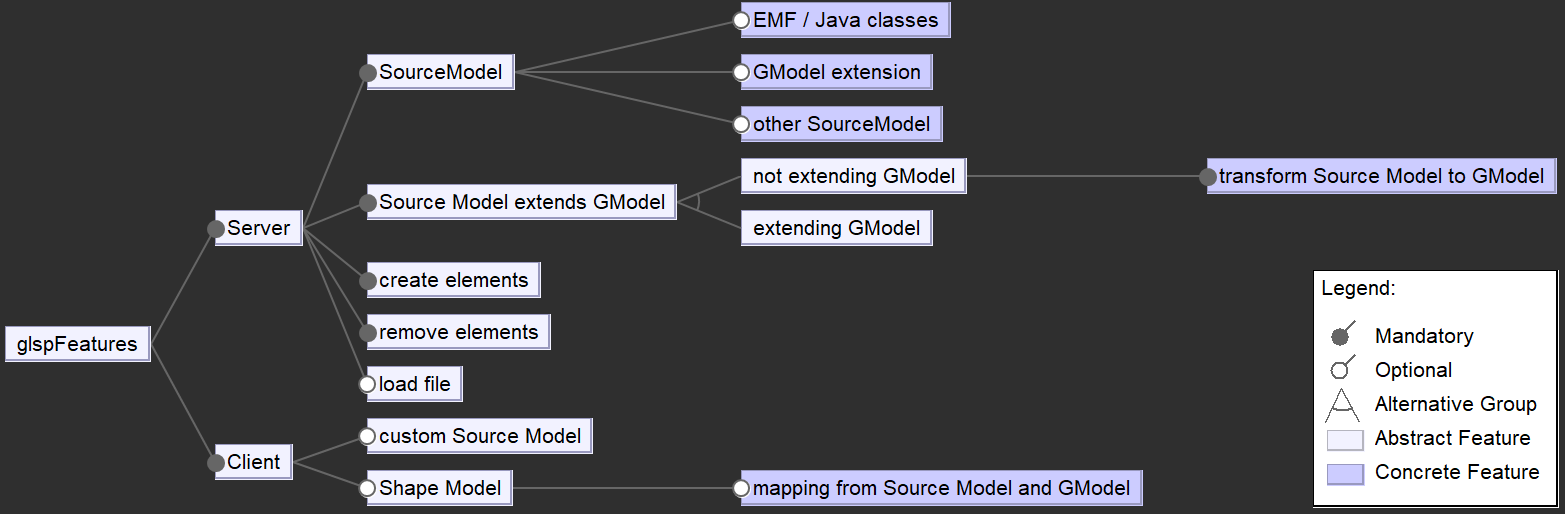 EMF / Java classes
SourceModel
GModel extension
other SourceModel
not extending GModel
transform Source Model to GModel
Source Model extends GModel
Server
extending GModel
create elements
Legend:
remove elements
Mandatory
glspFeatures
Optional
load file
Alternative Group
custom Source Model
Abstract Feature
Client
Concrete Feature
Shape Model
mapping from Source Model and GModel